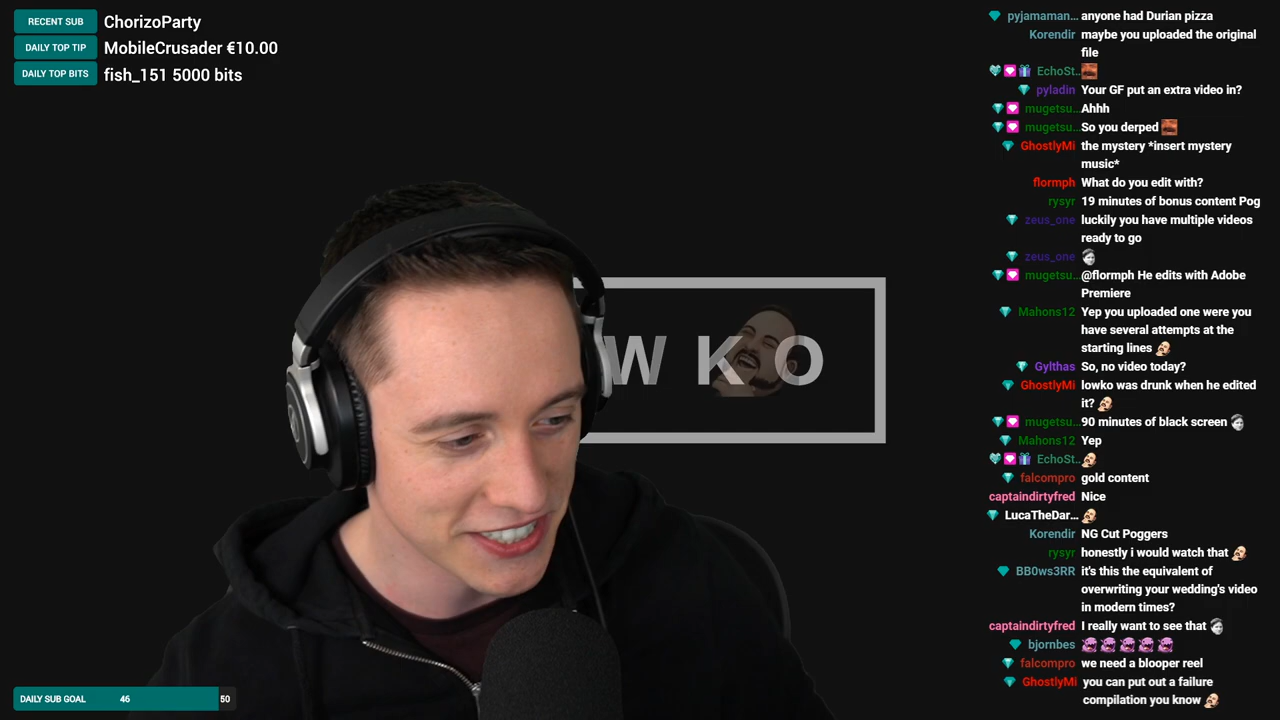 RECENT SUB ChorizoParty
DAILY TOP TIP MobileCrusader €10.00
DAILY TOP BITS fish_151 5000 bits
W K O
DAILY SUB GOAL 46 50
pyjamaman... anyone had Durian pizza
Korendir maybe you uploaded the original
file
EchoSt...
pyladin Your GF put an extra video in?
mugetsu... Ahhh
mugetsu... So you derped
GhostlyMi the mystery *insert mystery
music*
flormph What do you edit with?
rysyr 19 minutes of bonus content Pog
zeus_one luckily you have multiple videos
ready to go
zeus_one
mugetsu... @flormph He edits with Adobe
Premiere
Mahons12 Yep you uploaded one were you
have several attempts at the
starting lines
Gylthas So, no video today?
GhostlyMi lowko was drunk when he edited
it?
mugetsu... 90 minutes of black screen
Mahons12 Yep
EchoSt...
falcompro gold content
captaindirtyfred Nice
LucaTheDar...
Korendir NG Cut Poggers
rysyr honestly i would watch that
BB0ws3RR it's this the equivalent of
overwriting your wedding's video
in modern times?
captaindirtyfred I really want to see that
bjornbes
falcompro we need a blooper reel
GhostlyMi you can put out a failure
compilation you know